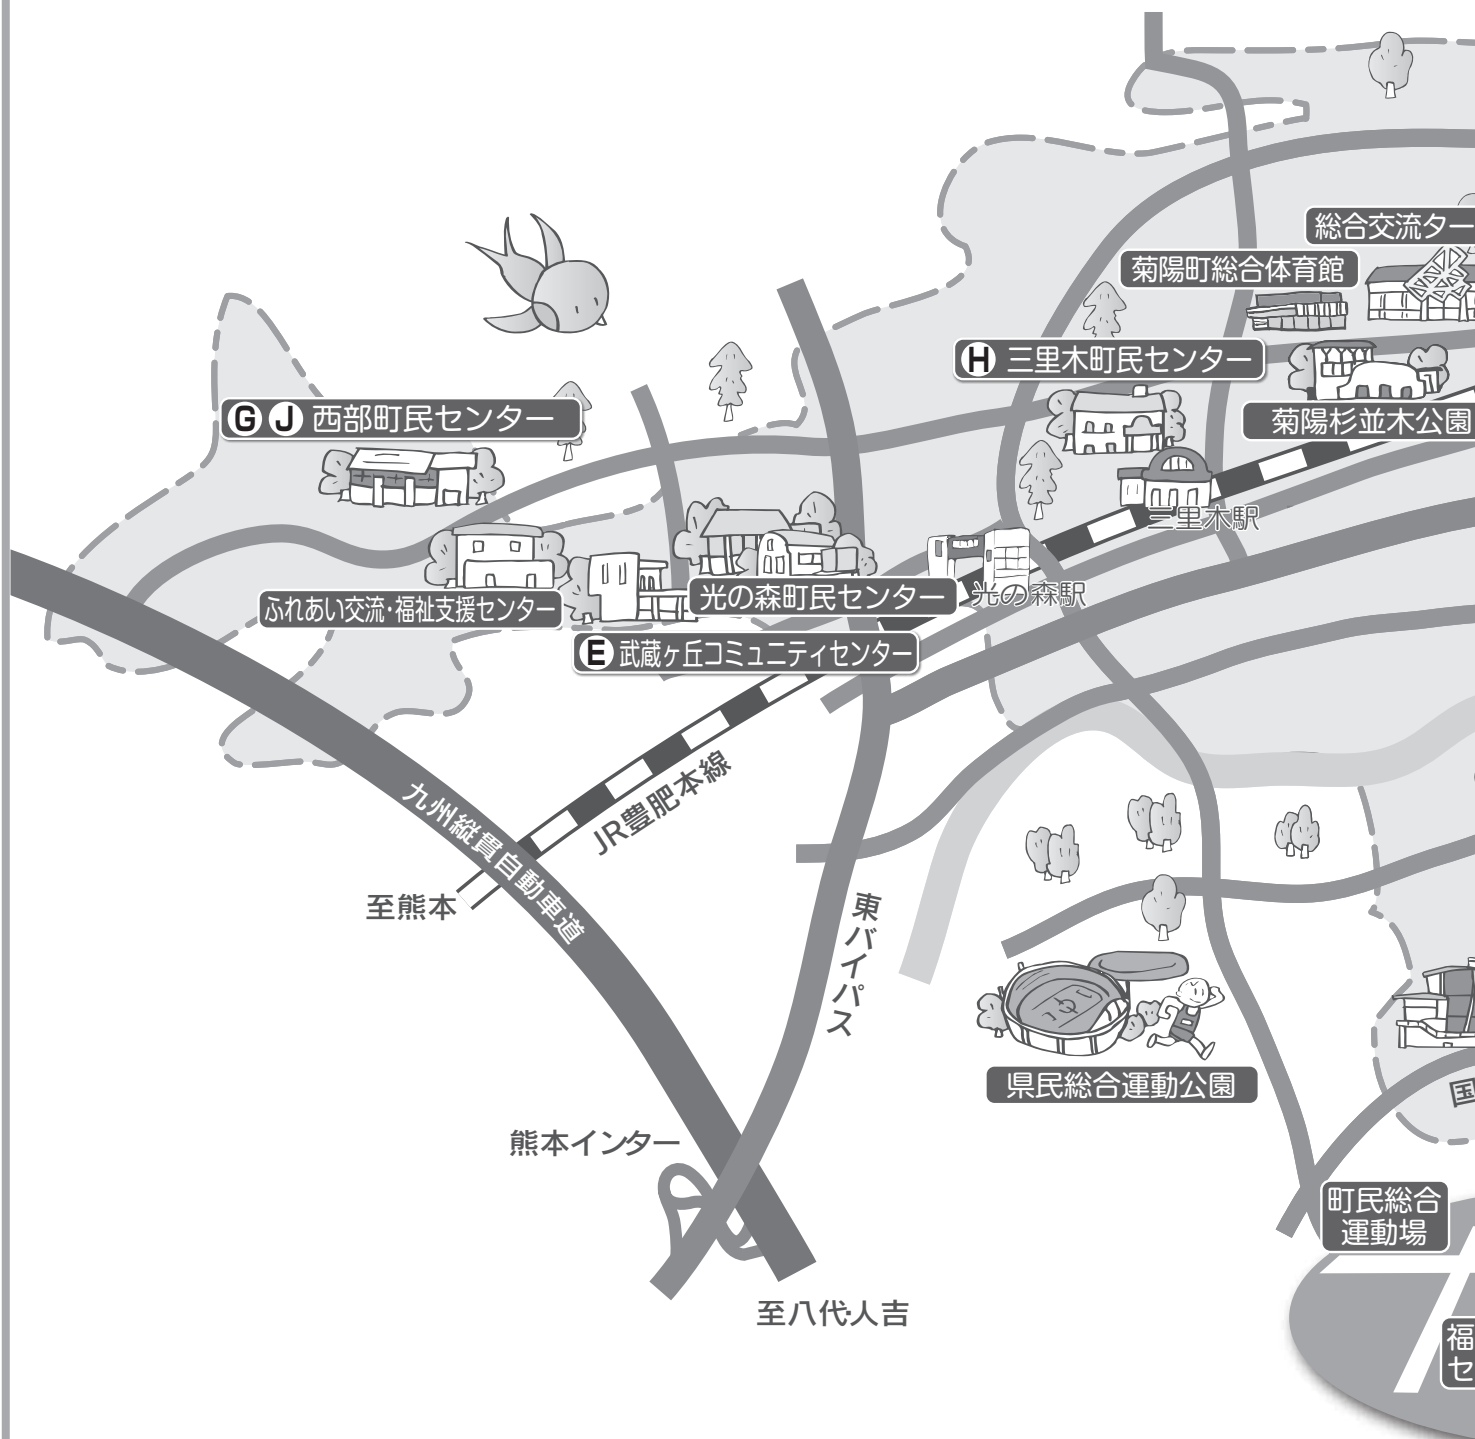 総合交流ター
菊陽町総合体育館
H 三里木町民センター
G J 西部町民センター
菊陽杉並木公園
三里木駅
光の森駅
光の森町民センター
ふれあい交流・福祉支援センター
E 武蔵ヶ丘コミュニティセンター
JR豊肥本線
九州縦貫自動車道
至熊本
東バイパス
県民総合運動公園
国
熊本インター
町民総合
運動場
至八代・人吉
福
セ